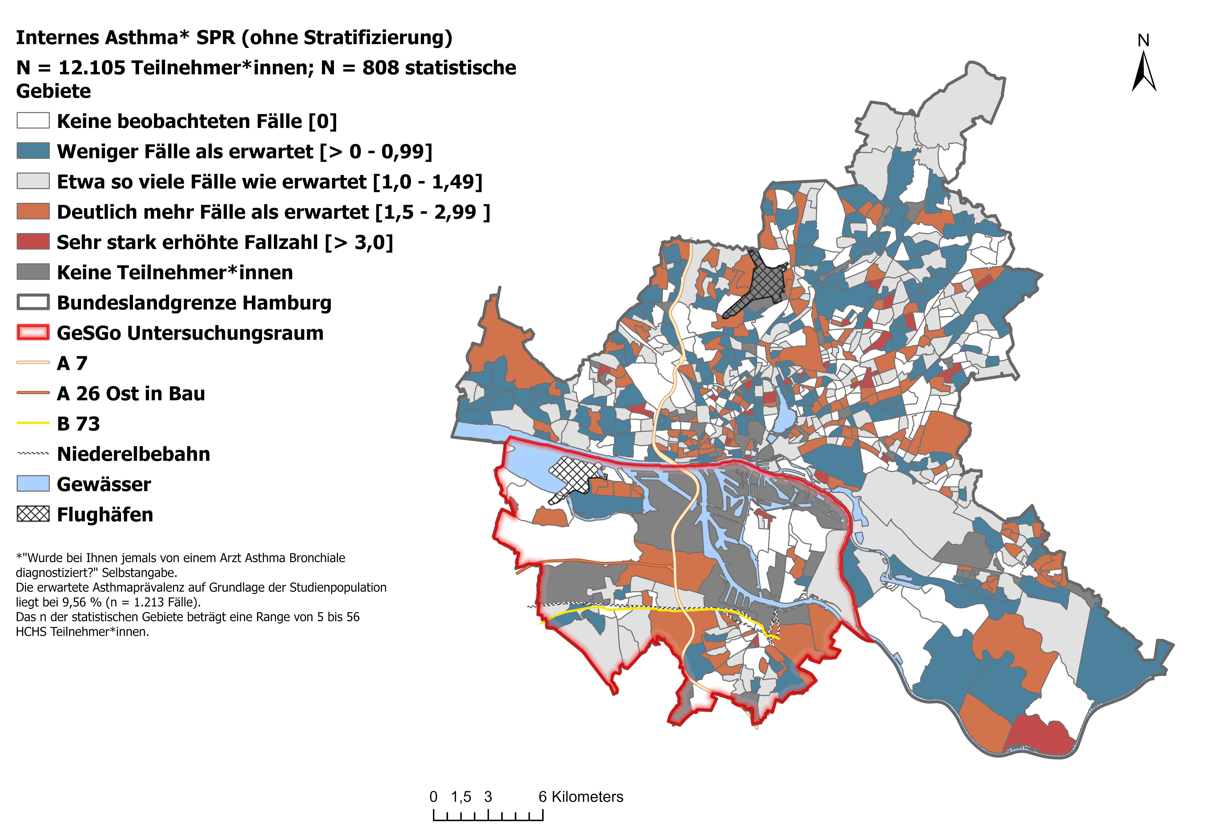 Internes Asthma* SPR (ohne Stratifizierung)
N = 12.105 Teilnehmer*innen; N = 808 statistische
Gebiete
Keine beobachteten Fälle [0]
Weniger Fälle als erwartet [> 0 - 0,99]
Etwa so viele Fälle wie erwartet [1,0 - 1,49]
Deutlich mehr Fälle als erwartet [1,5 - 2,99 ]
Sehr stark erhöhte Fallzahl [> 3,0]
Keine Teilnehmer*innen
Bundeslandgrenze Hamburg
GeSGo Untersuchungsraum
A 7
A 26 Ost in Bau
B 73
Niederelbebahn
Gewässer
Flughäfen
*"Wurde bei Ihnen jemals von einem Arzt Asthma Bronchiale
diagnostiziert?" Selbstangabe.
Die erwartete Asthmaprävalenz auf Grundlage der Studienpopulation
liegt bei 9,56 % (n = 1.213 Fälle).
Das n der statistischen Gebiete beträgt eine Range von 5 bis 56
HCHS Teilnehmer*innen.
N
0 1,5 3 6 Kilometers